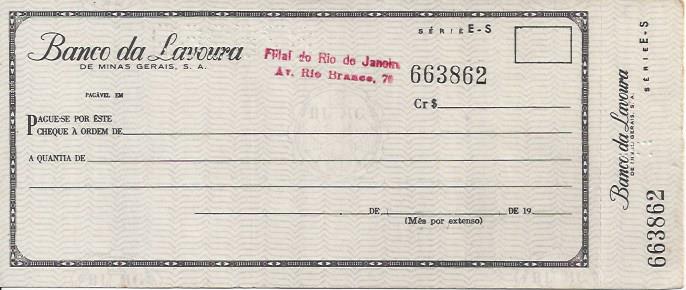 SÉRIE E-S
Banco da Lavoura
DE MINAS GERAIS, S. A.
Filial do Rio de Janeiro
Av. Rio Branco, 78
663862
PAGÁVEL EM
Cr $
PAGUE-SE POR ÊSTE
CHEQUE À ORDEM DE
A QUANTIA DE
DE DE 19
(Mês por extenso)
SÉRIE E-S
Banco da Lavoura
DE MINAS GERAIS, S. A.
663862